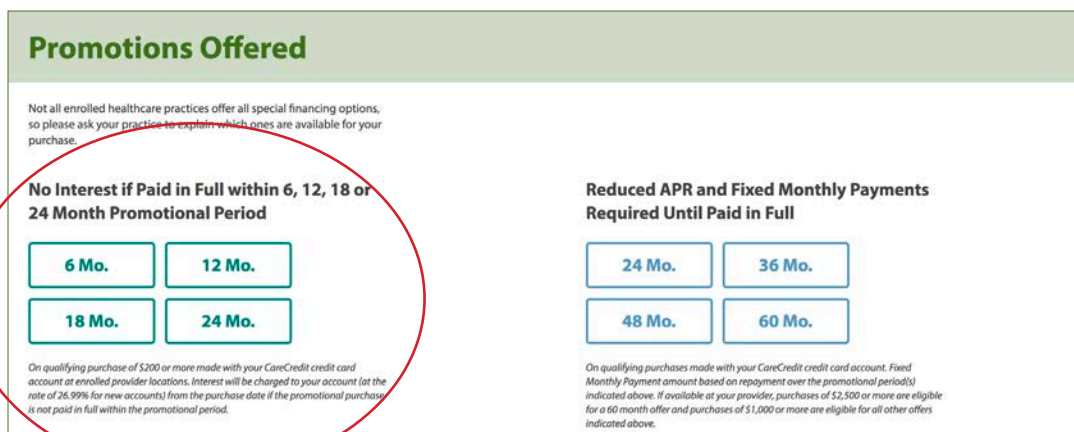 Promotions Offered
Not all enrolled healthcare practices offer all special financing options,
so please ask your practice to explain which ones are available for your
purchase.
No Interest if Paid in Full within 6, 12, 18 or
24 Month Promotional Period
6 Mo.
12 Mo.
18 Mo.
24 Mo.
On qualifying purchase of $200 or more made with your CareCredit credit card
account at enrolled provider locations. Interest will be charged to your account (at the
rate of 26.99% for new accounts) from the purchase date if the promotional purchase
is not paid in full within the promotional period.
Reduced APR and Fixed Monthly Payments
Required Until Paid in Full
24 Mo.
36 Mo.
48 Mo.
60 Mo.
On qualifying purchases made with your CareCredit credit card account. Fixed
Monthly Payment amount based on repayment over the promotional period(s)
indicated above. If available at your provider, purchases of $2,500 or more are eligible
for a 60 month offer and purchases of $1,000 or more are eligible for all other offers
indicated above.